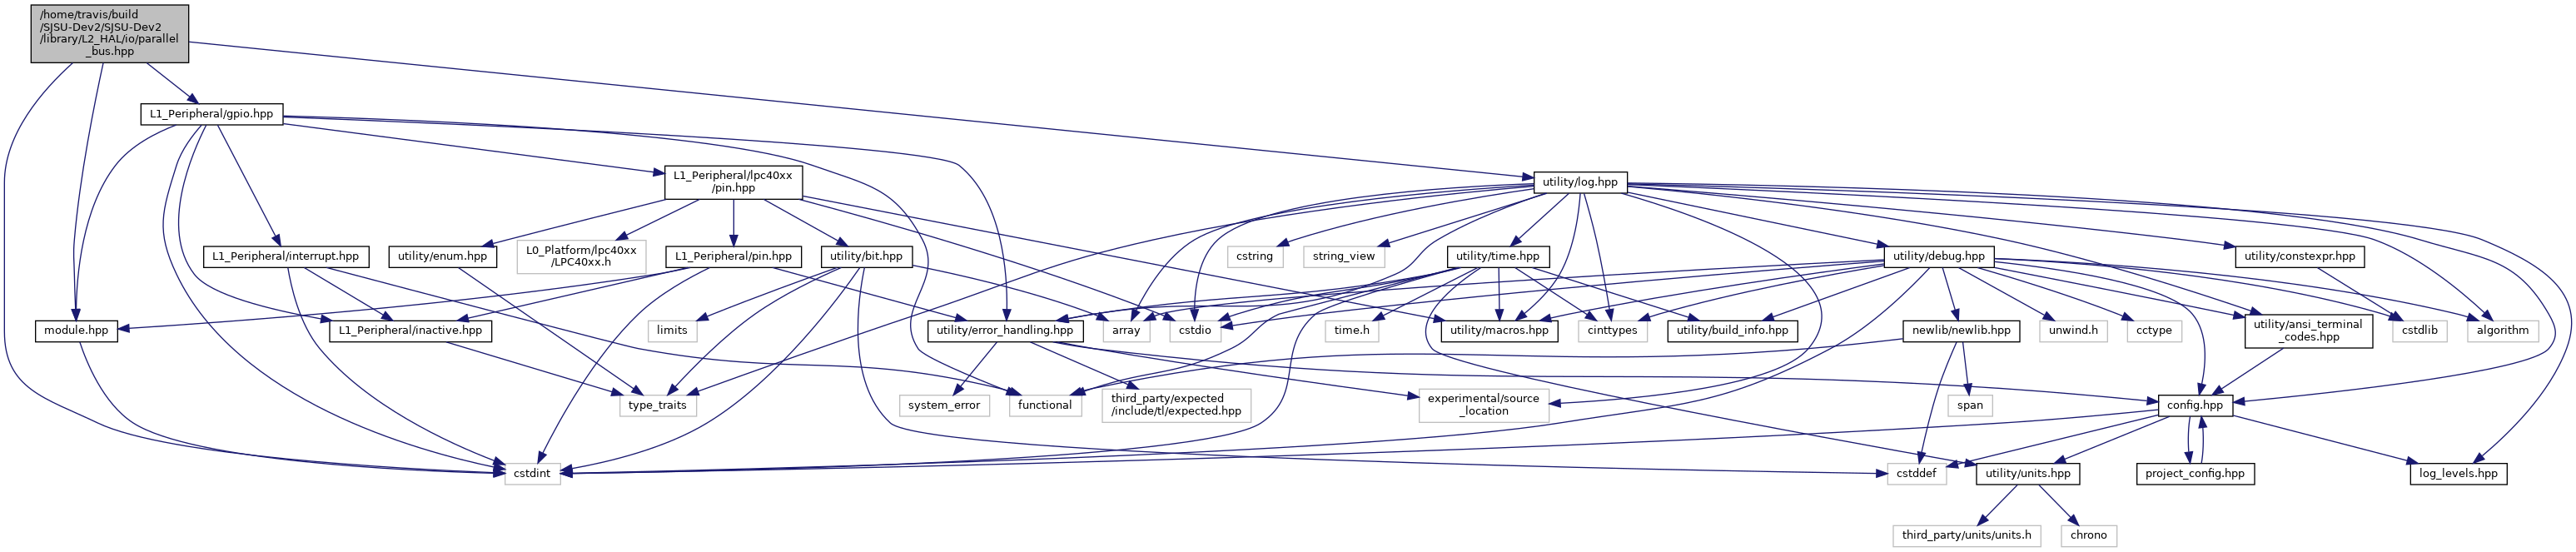 /home/travis/build
/SJSU-Dev2/SJSU-Dev2
/library/L2_HAL/io/parallel
_bus.hpp
L1_Peripheral/gpio.hpp
L1_Peripheral/lpc40xx
/pin.hpp
utility/log.hpp
L1_Peripheral/interrupt.hpp
utility/enum.hpp
L0_Platform/lpc40xx
/LPC40xx.h
L1_Peripheral/pin.hpp
utility/bit.hpp
cstring
string_view
utility/time.hpp
utility/debug.hpp
utility/constexpr.hpp
module.hpp
L1_Peripheral/inactive.hpp
limits
utility/error_handling.hpp
array
cstdio
time.h
utility/macros.hpp
cinttypes
utility/build_info.hpp
newlib/newlib.hpp
unwind.h
cctype
utility/ansi_terminal
_codes.hpp
cstdlib
algorithm
type_traits
system_error
functional
third_party/expected
/include/tl/expected.hpp
experimental/source
_location
span
config.hpp
cstdint
cstddef
utility/units.hpp
project_config.hpp
log_levels.hpp
third_party/units/units.h
chrono